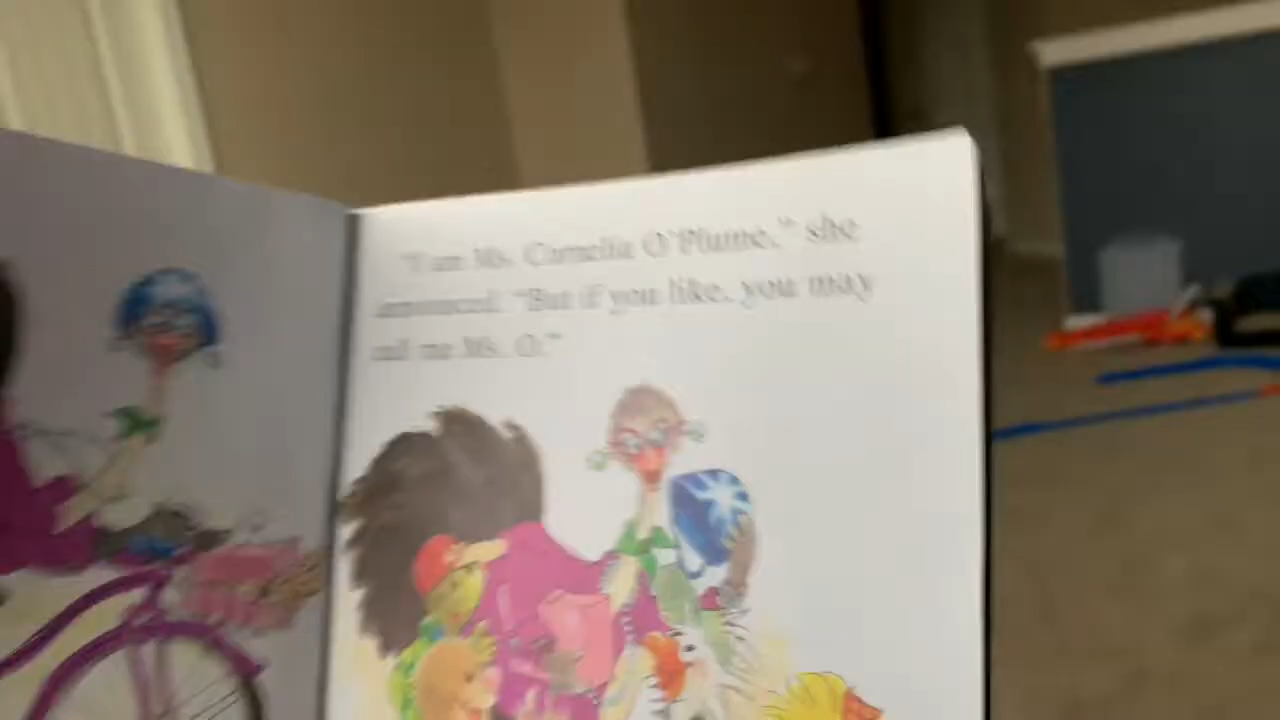 "I am Ms. Cornelia O'Plume," she
announced. "But if you like, you may
call me Ms. O."